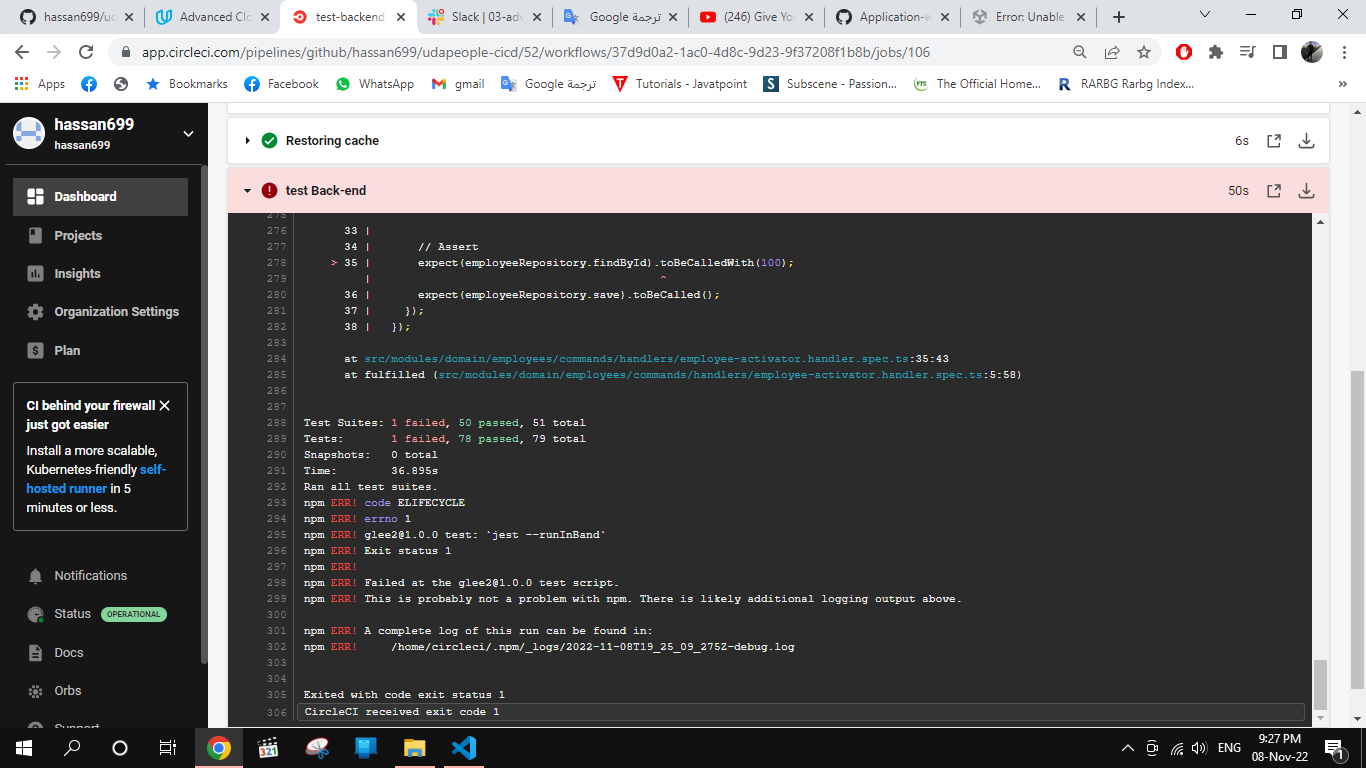 hassan699/ud
Advanced Clo
test-backend
Slack | 03-adv
Google ترجمة
(246) Give You
Application-w
Error: Unable
app.circleci.com/pipelines/github/hassan699/udapeople-cicd/52/workflows/37d9d0a2-1ac0-4d8c-9d23-9f37208f1b8b/jobs/106
Apps
Bookmarks
Facebook
WhatsApp
gmail
Google ترجمة
Tutorials - Javatpoint
Subscene - Passion...
The Official Home...
RARBG Rarbg Index...
»
hassan699
hassan699
Dashboard
Projects
Insights
Organization Settings
Plan
CI behind your firewall
just got easier
Install a more scalable,
Kubernetes-friendly self-
hosted runner in 5
minutes or less.
Notifications
Status OPERATIONAL
Docs
Orbs
Support
Restoring cache 6s
test Back-end 50s
275
276 33 |
277 34 | // Assert
278 > 35 | expect(employeeRepository.findById).toBeCalledWith(100);
279 | ^
280 36 | expect(employeeRepository.save).toBeCalled();
281 37 | });
282 38 | });
283
284 at src/modules/domain/employees/commands/handlers/employee-activator.handler.spec.ts:35:43
285 at fulfilled (src/modules/domain/employees/commands/handlers/employee-activator.handler.spec.ts:5:58)
286
287
288 Test Suites: 1 failed, 50 passed, 51 total
289 Tests: 1 failed, 78 passed, 79 total
290 Snapshots: 0 total
291 Time: 36.895s
292 Ran all test suites.
293 npm ERR! code ELIFECYCLE
294 npm ERR! errno 1
295 npm ERR! glee2@1.0.0 test: `jest --runInBand`
296 npm ERR! Exit status 1
297 npm ERR!
298 npm ERR! Failed at the glee2@1.0.0 test script.
299 npm ERR! This is probably not a problem with npm. There is likely additional logging output above.
300
301 npm ERR! A complete log of this run can be found in:
302 npm ERR! /home/circleci/.npm/_logs/2022-11-08T19_25_09_275Z-debug.log
303
304
305 Exited with code exit status 1
306 CircleCI received exit code 1
321
ENG
9:27 PM
08-Nov-22
1